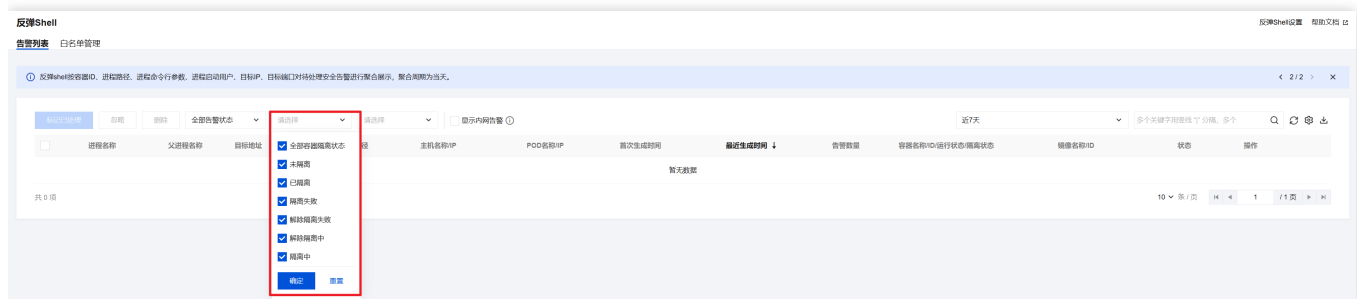 反弹Shell
反弹Shell设置 帮助文档
告警列表 白名单管理
反弹shell按容器ID、进程路径、进程命令行参数、进程启动用户、目标IP、目标端口对待处理安全告警进行聚合展示，聚合周期为当天。
2/2
标记已处理 忽略 删除 全部告警状态 请选择 请选择 显示内网告警 近7天 多个关键字用竖线"|"分隔，多个
进程名称 父进程名称 目标地址 径 主机名称/IP POD名称/IP 首次生成时间 最近生成时间 告警数量 容器名称/ID/运行状态/隔离状态 镜像名称/ID 状态 操作
全部容器隔离状态
未隔离
暂无数据
已隔离
共 0 项
10 条 / 页 1 / 1 页
隔离失败
解除隔离失败
解除隔离中
隔离中
确定 重置